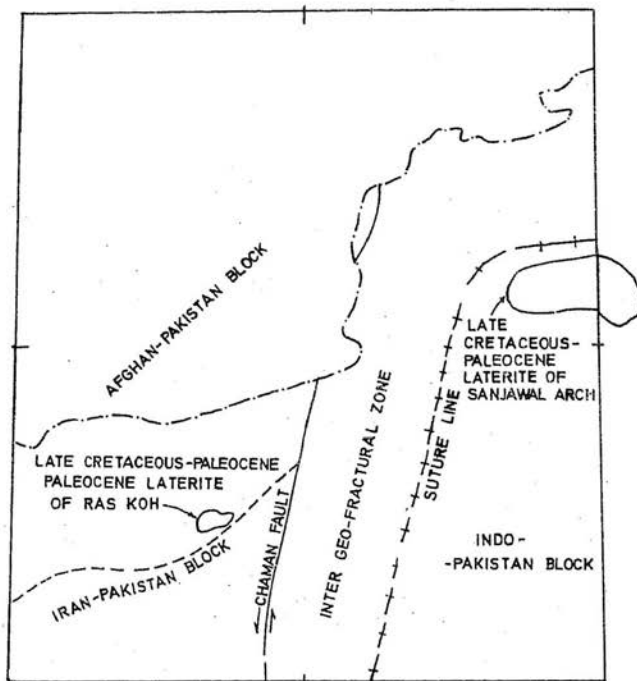 AFGHAN-PAKISTAN BLOCK
LATE
CRETACEOUS-
PALEOCENE
LATERITE OF
SANJAWAL ARCH
LATE CRETACEOUS-PALEOCENE
PALEOCENE LATERITE
OF RAS KOH
IRAN-PAKISTAN BLOCK
CHAMAN FAULT
INTER GEO-FRACTURAL ZONE
SUTURE LINE
INDO-
-PAKISTAN BLOCK